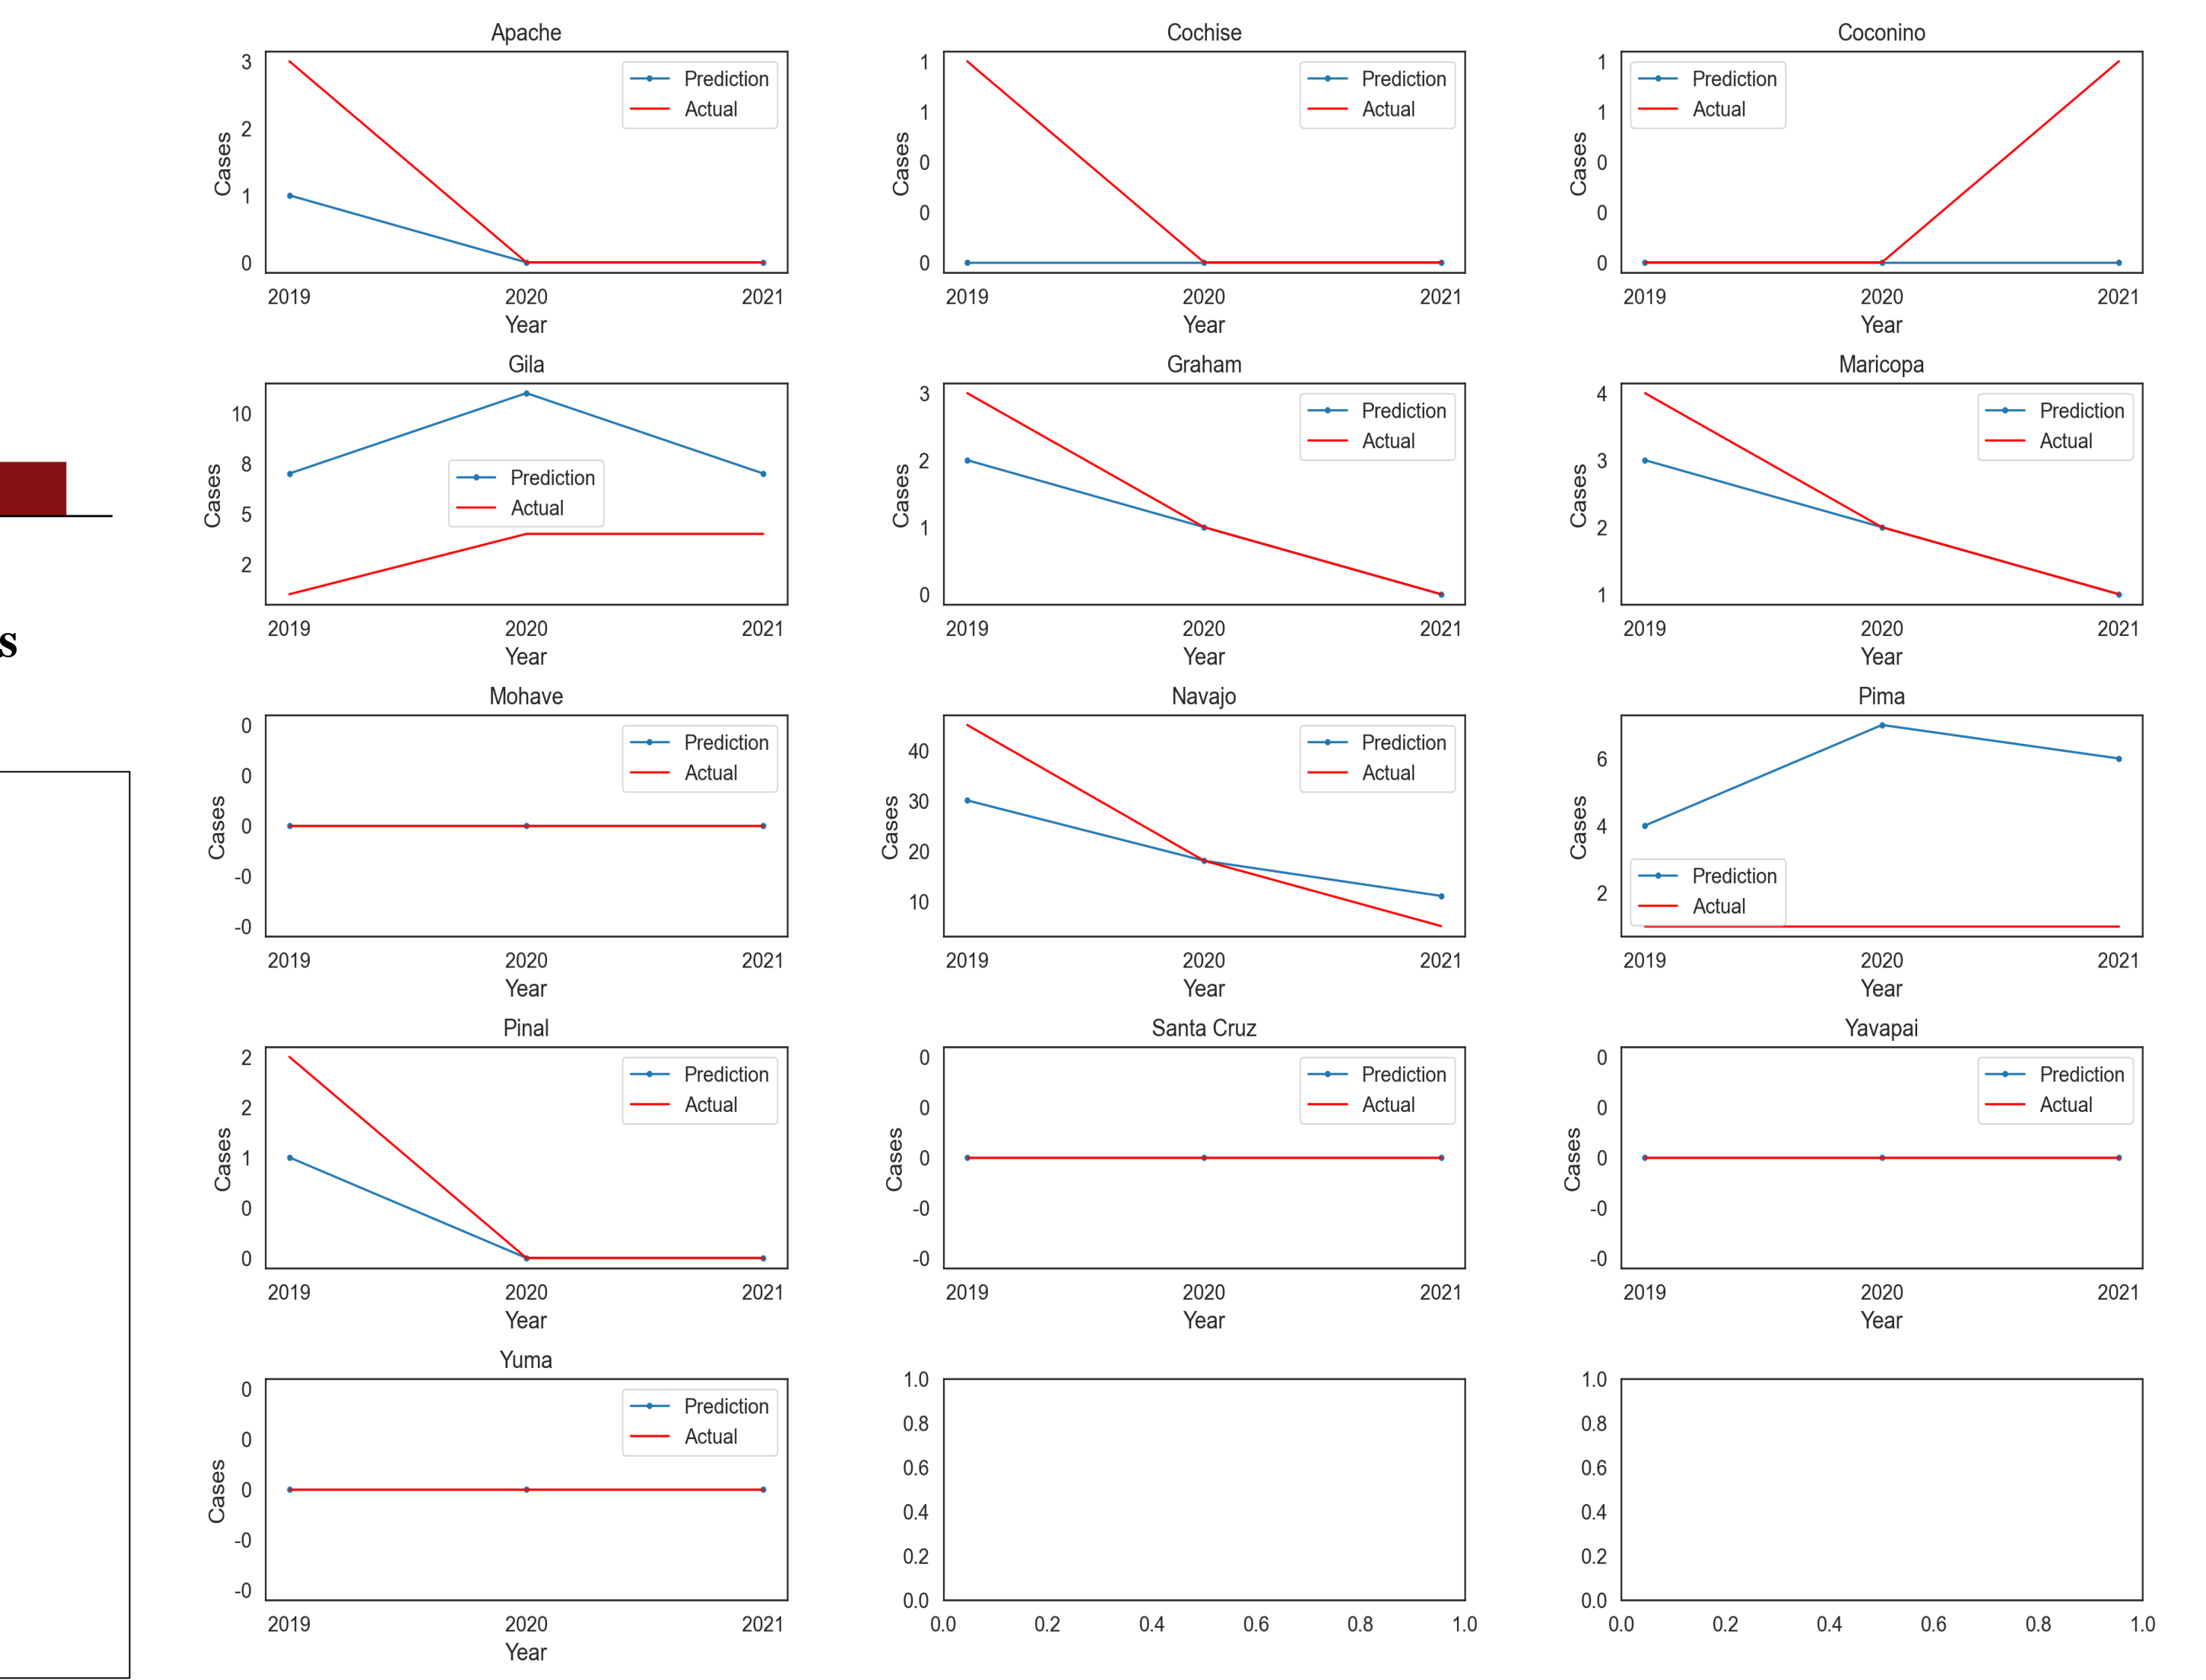 s
Apache
3
2
1
0
Cases
Prediction
Actual
2019 2020 2021
Year
Cochise
1
1
0
0
0
Cases
Prediction
Actual
2019 2020 2021
Year
Coconino
1
1
0
0
0
Cases
Prediction
Actual
2019 2020 2021
Year
Gila
10
8
5
2
Cases
Prediction
Actual
2019 2020 2021
Year
Graham
3
2
1
0
Cases
Prediction
Actual
2019 2020 2021
Year
Maricopa
4
3
2
1
Cases
Prediction
Actual
2019 2020 2021
Year
Mohave
0
0
0
-0
-0
Cases
Prediction
Actual
2019 2020 2021
Year
Navajo
40
30
20
10
Cases
Prediction
Actual
2019 2020 2021
Year
Pima
6
4
2
Cases
Prediction
Actual
2019 2020 2021
Year
Pinal
2
2
1
0
0
Cases
Prediction
Actual
2019 2020 2021
Year
Santa Cruz
0
0
0
-0
-0
Cases
Prediction
Actual
2019 2020 2021
Year
Yavapai
0
0
0
-0
-0
Cases
Prediction
Actual
2019 2020 2021
Year
Yuma
0
0
0
-0
-0
Cases
Prediction
Actual
2019 2020 2021
Year
1.0
0.8
0.6
0.4
0.2
0.0
0.0 0.2 0.4 0.6 0.8 1.0
1.0
0.8
0.6
0.4
0.2
0.0
0.0 0.2 0.4 0.6 0.8 1.0